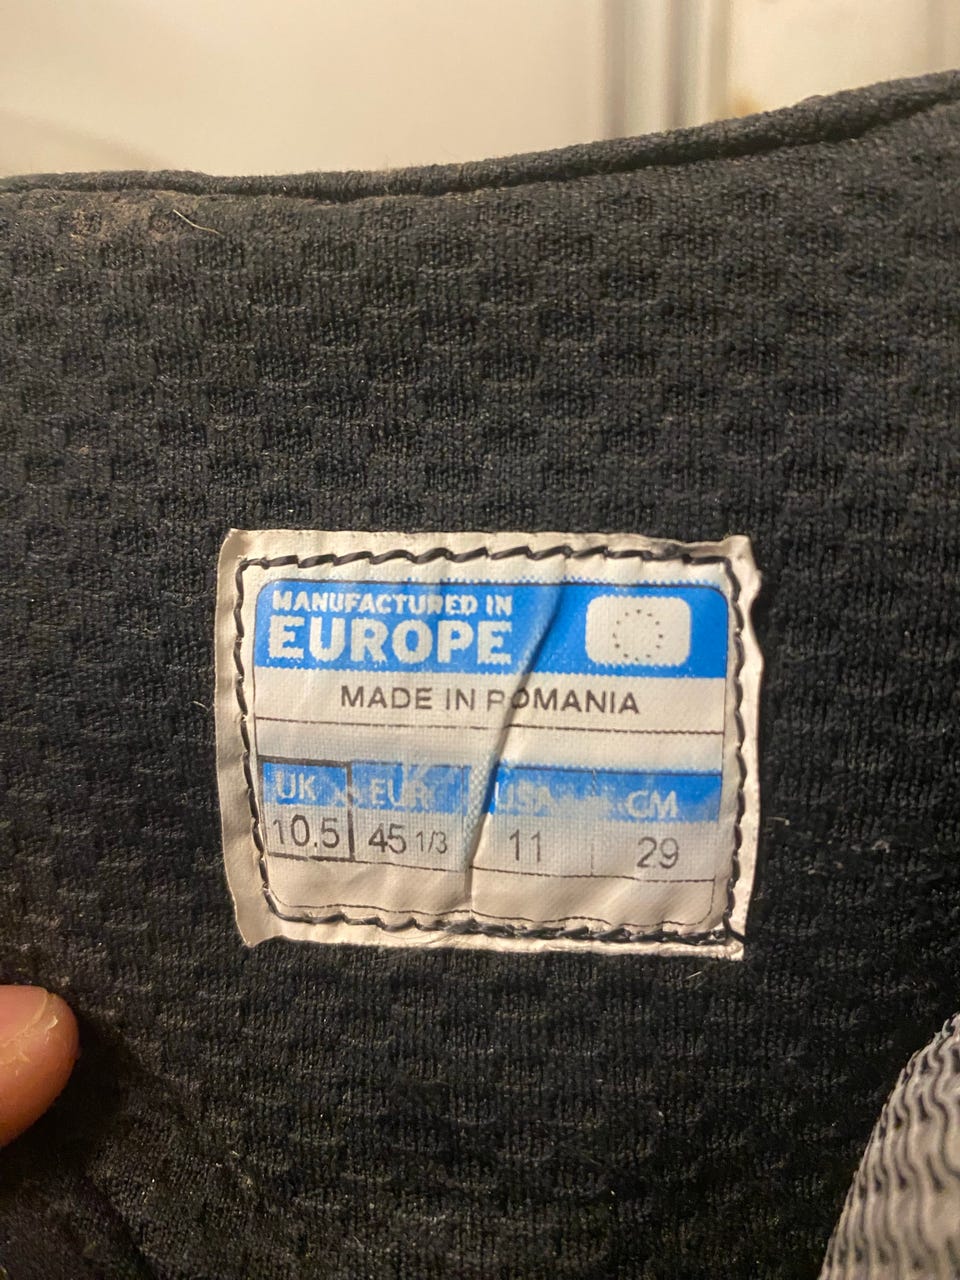 MANUFACTURED IN
EUROPE
MADE IN ROMANIA
UK EUR USA CM
10.5 45 1/3 11 29